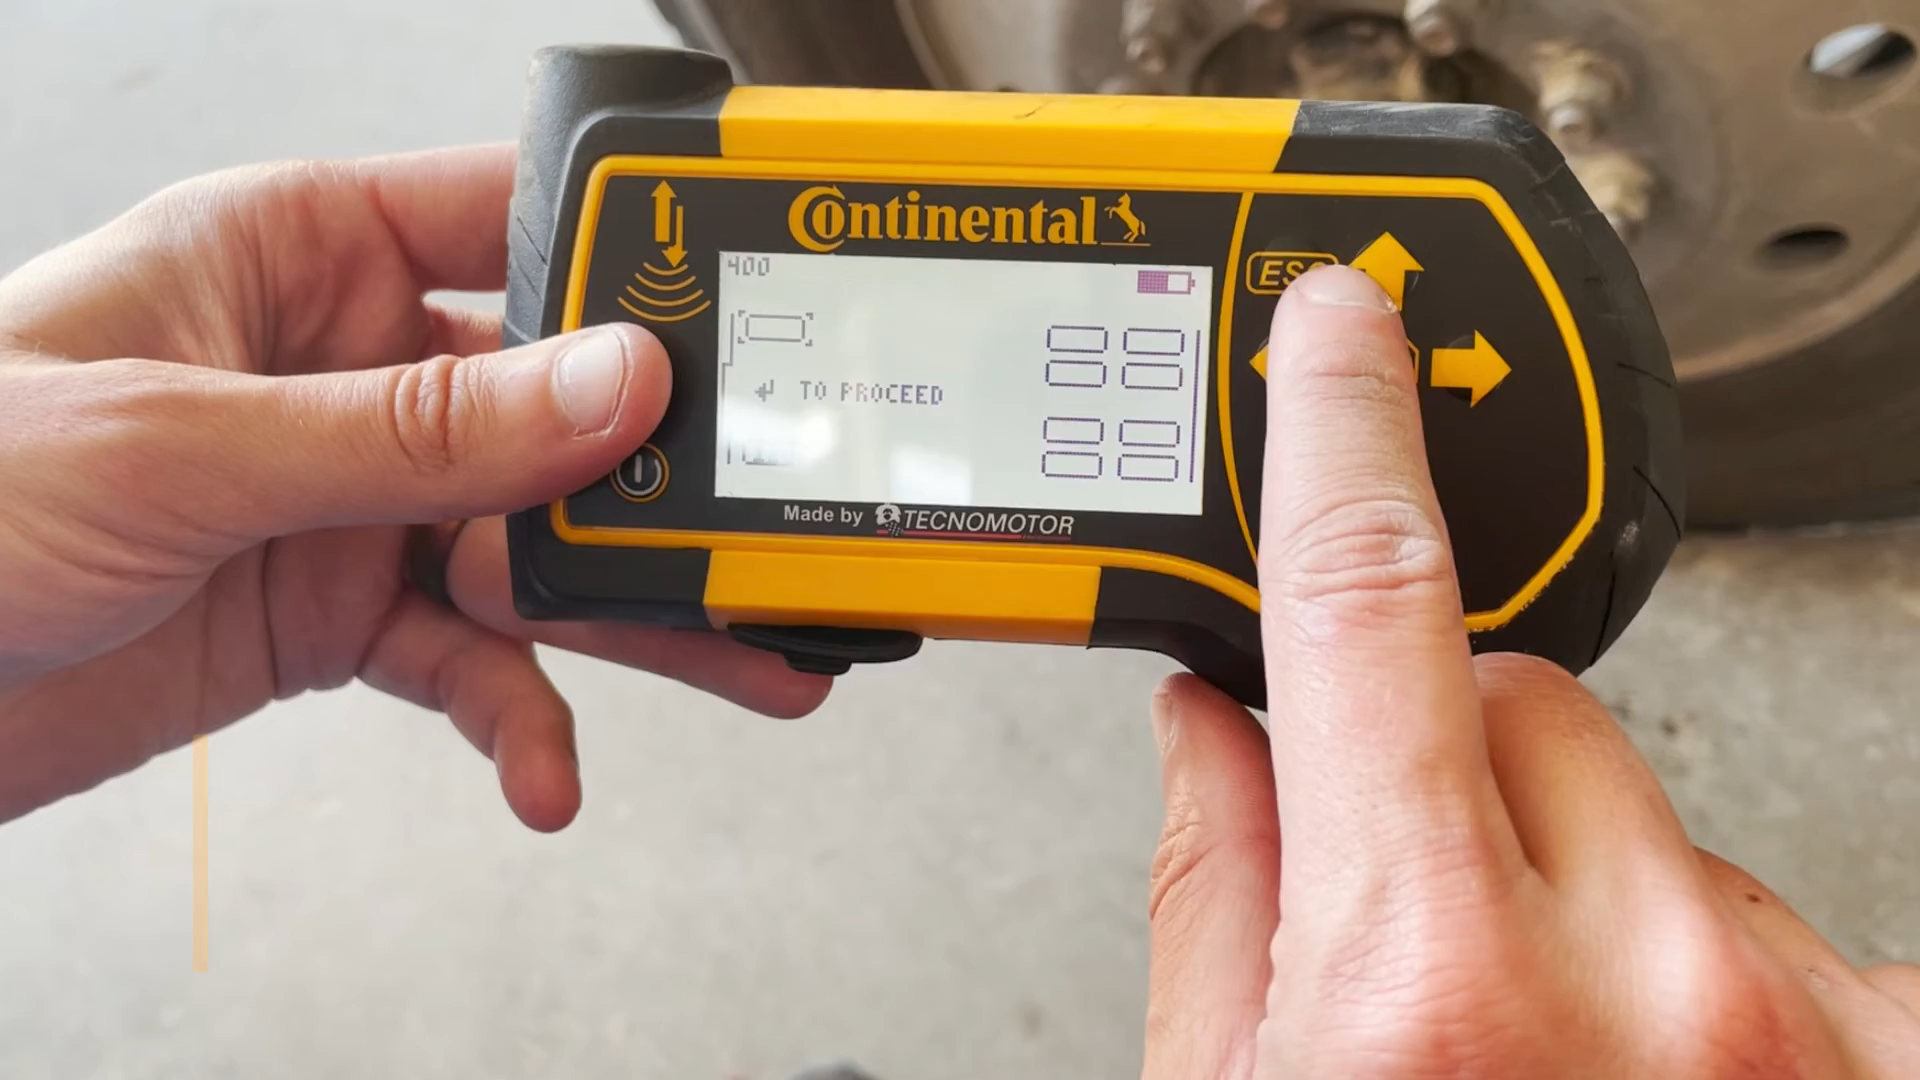 Continental
ESC
400
↵ TO PROCEED
Made by TECNOMOTOR